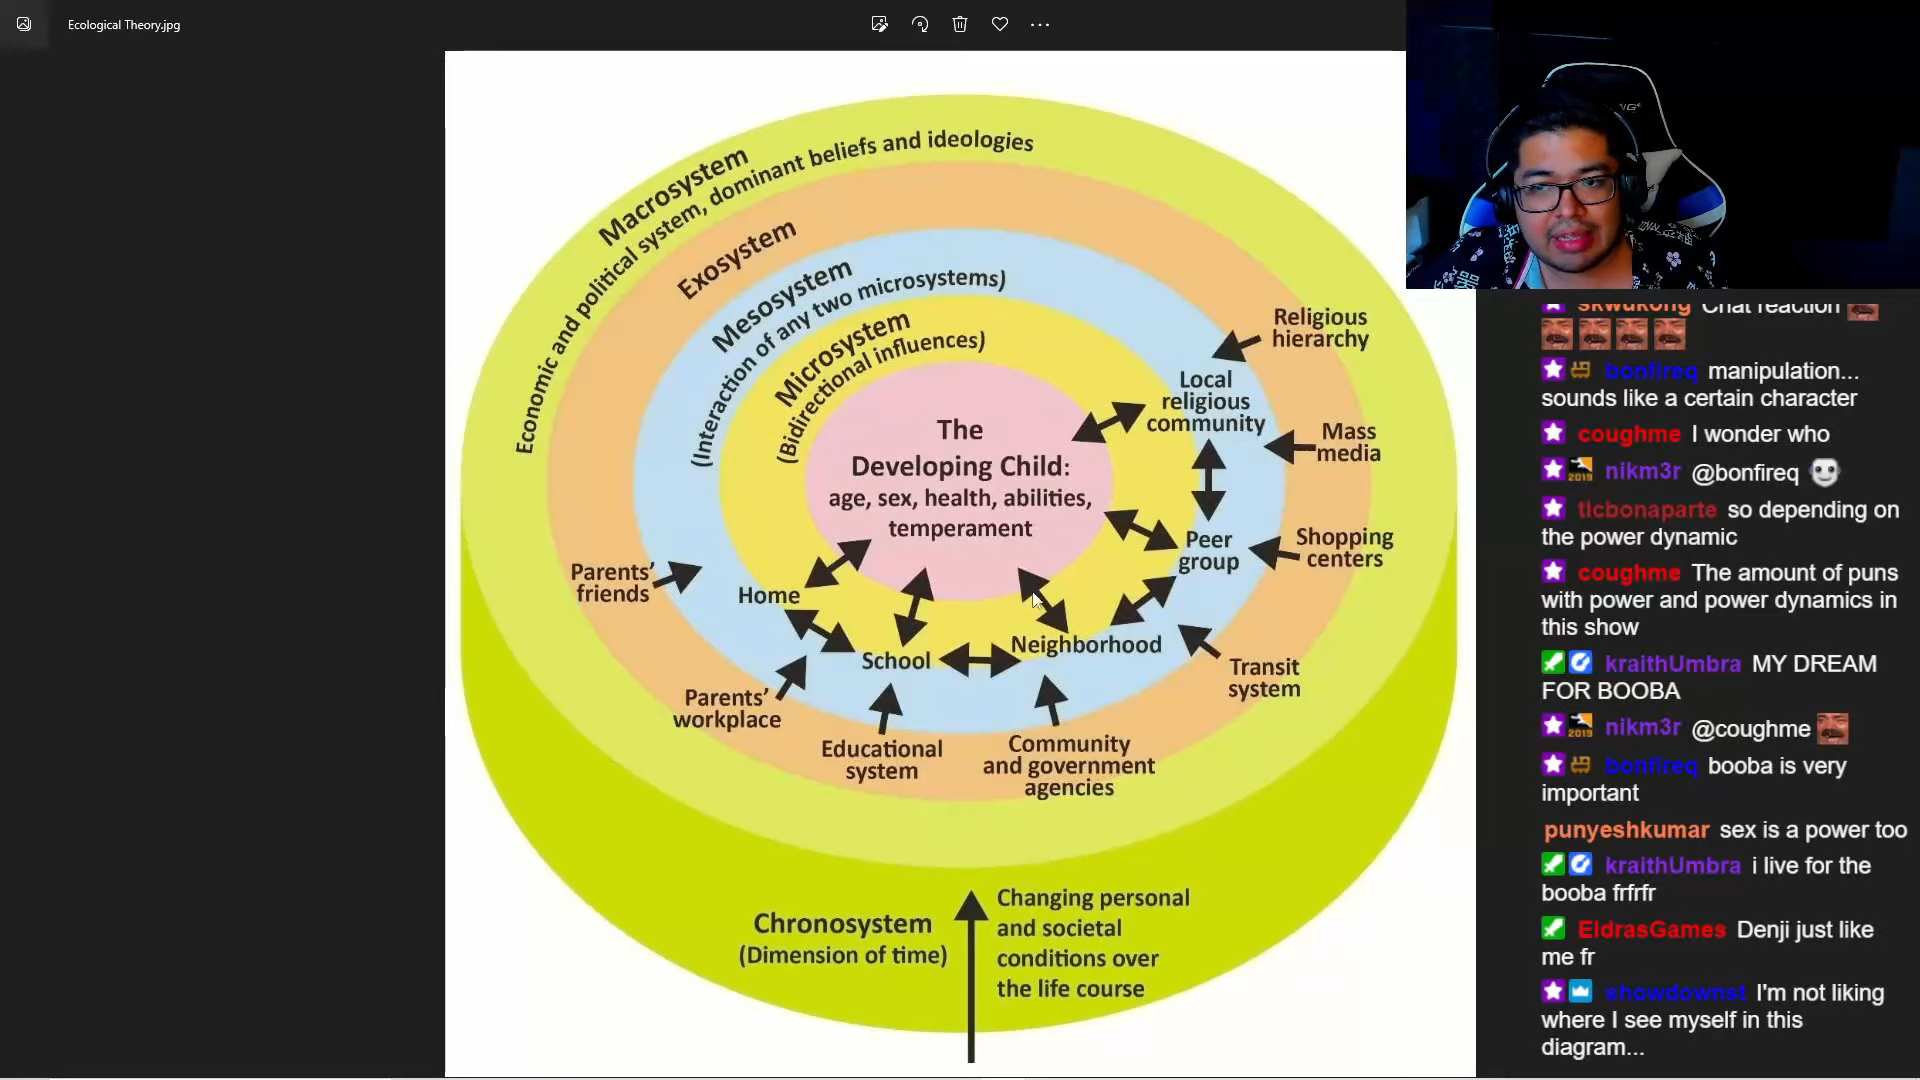 Ecological Theory.jpg
Macrosystem
Economic and political system, dominant beliefs and ideologies
Exosystem
Mesosystem
(Interaction of any two microsystems)
Microsystem
(Bidirectional influences)
The
Developing Child:
age, sex, health, abilities,
temperament
Religious
hierarchy
Local
religious
community
Mass
media
Peer
group
Shopping
centers
Parents’
friends
Home
School
Neighborhood
Transit
system
Parents’
workplace
Educational
system
Community
and government
agencies
Chronosystem
(Dimension of time)
Changing personal
and societal
conditions over
the life course
NG
skwukong Chat reaction
bonfireq manipulation...
sounds like a certain character
coughme I wonder who
2019 nikm3r @bonfireq
tlcbonaparte so depending on
the power dynamic
coughme The amount of puns
with power and power dynamics in
this show
kraithUmbra MY DREAM
FOR BOOBA
2019 nikm3r @coughme
bonfireq booba is very
important
punyeshkumar sex is a power too
kraithUmbra i live for the
booba frfrfr
EldrasGames Denji just like
me fr
showdownst I'm not liking
where I see myself in this
diagram...